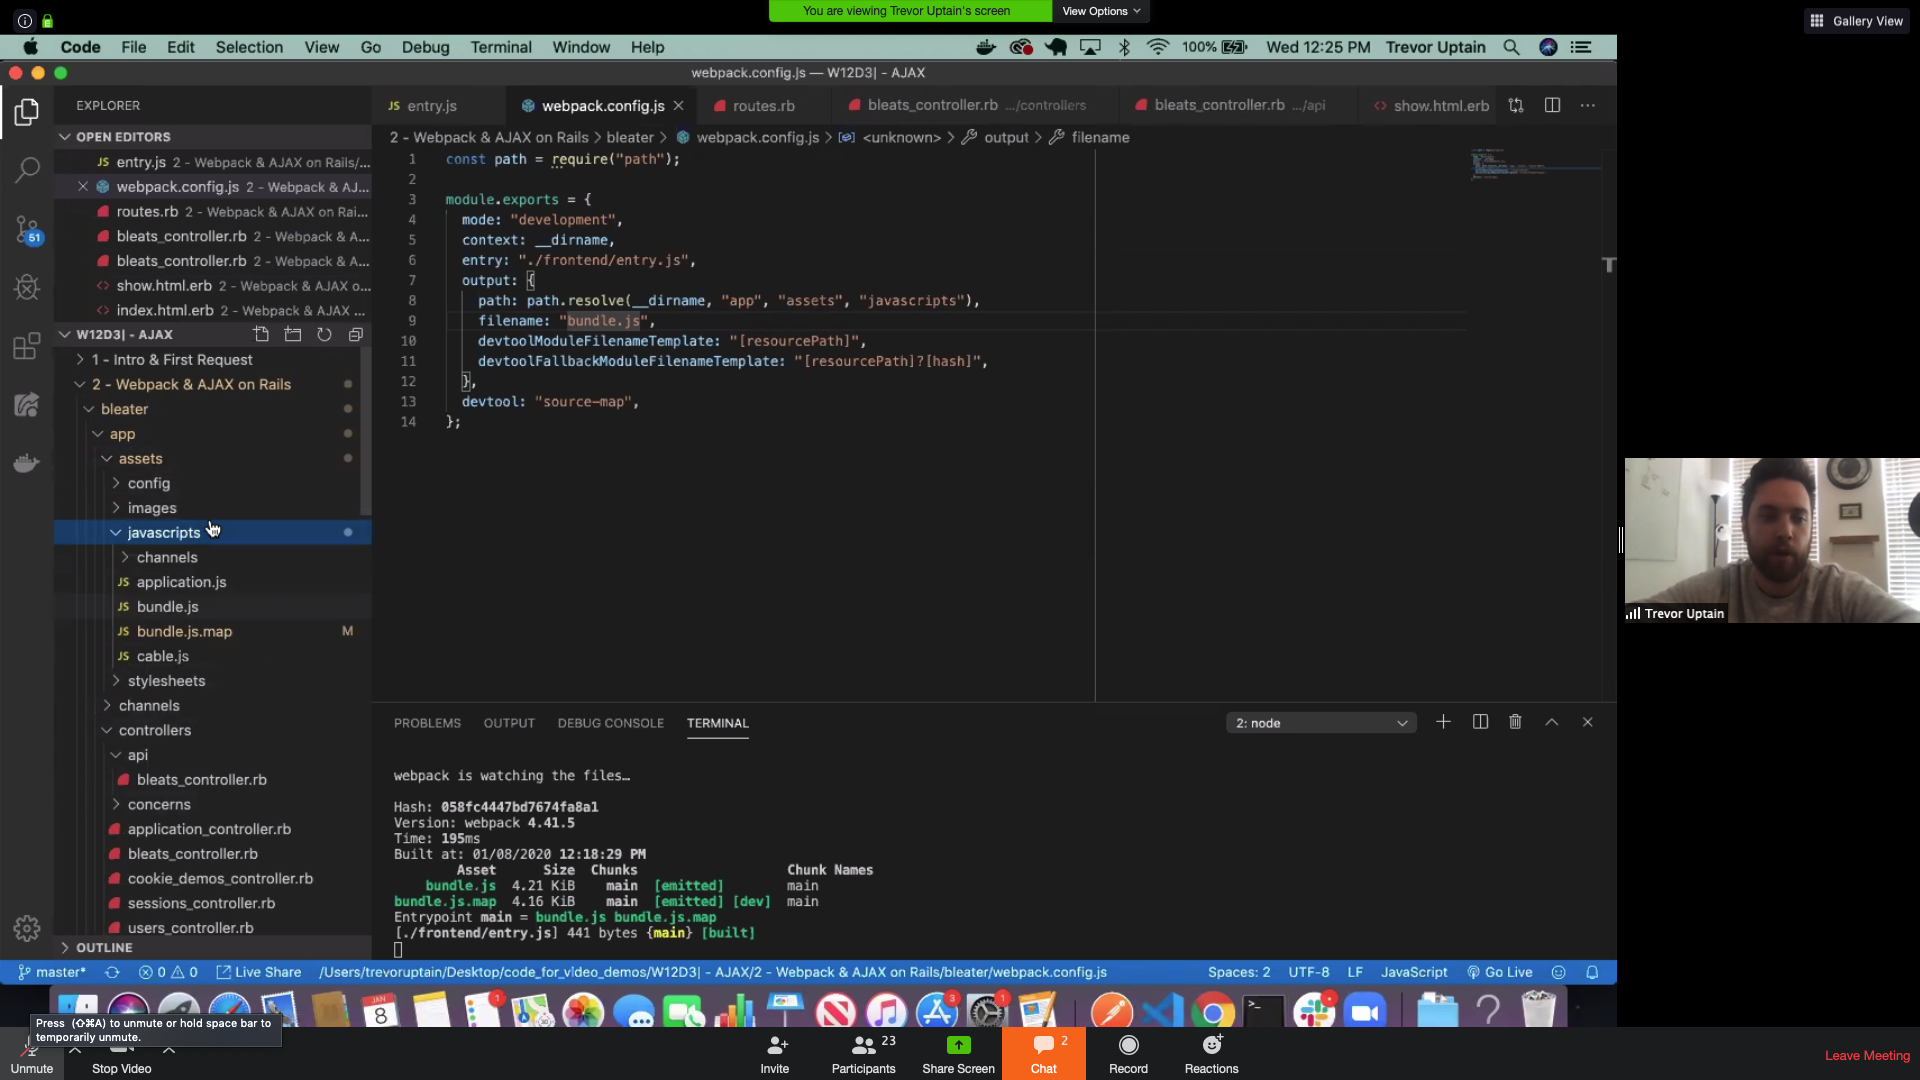 You are viewing Trevor Uptain's screen
View Options
Gallery View
Code File Edit Selection View Go Debug Terminal Window Help
100% Wed 12:25 PM Trevor Uptain
webpack.config.js — W12D3| - AJAX
EXPLORER
entry.js webpack.config.js routes.rb bleats_controller.rb .../controllers bleats_controller.rb .../api show.html.erb
OPEN EDITORS
2 - Webpack & AJAX on Rails bleater webpack.config.js <unknown> output filename
entry.js 2 - Webpack & AJAX on Rails/...
webpack.config.js 2 - Webpack & AJ...
routes.rb 2 - Webpack & AJAX on Rai...
bleats_controller.rb 2 - Webpack & A...
bleats_controller.rb 2 - Webpack & A...
show.html.erb 2 - Webpack & AJAX o...
index.html.erb 2 - Webpack & AJAX ...
51
W12D3| - AJAX
1 - Intro & First Request
2 - Webpack & AJAX on Rails
bleater
app
assets
config
images
javascripts
channels
application.js
bundle.js
bundle.js.map M
cable.js
stylesheets
channels
controllers
api
bleats_controller.rb
concerns
application_controller.rb
bleats_controller.rb
cookie_demos_controller.rb
sessions_controller.rb
users_controller.rb
OUTLINE
1 const path = require("path");
2
3 module.exports = {
4 mode: "development",
5 context: __dirname,
6 entry: "./frontend/entry.js",
7 output: {
8 path: path.resolve(__dirname, "app", "assets", "javascripts"),
9 filename: "bundle.js",
10 devtoolModuleFilenameTemplate: "[resourcePath]",
11 devtoolFallbackModuleFilenameTemplate: "[resourcePath]?[hash]",
12 },
13 devtool: "source-map",
14 };
PROBLEMS OUTPUT DEBUG CONSOLE TERMINAL 2: node
webpack is watching the files…
Hash: 058fc4447bd7674fa8a1
Version: webpack 4.41.5
Time: 195ms
Built at: 01/08/2020 12:18:29 PM
Asset Size Chunks Chunk Names
bundle.js 4.21 KiB main [emitted] main
bundle.js.map 4.16 KiB main [emitted] [dev] main
Entrypoint main = bundle.js bundle.js.map
[./frontend/entry.js] 441 bytes {main} [built]
master* 0 0 Live Share /Users/trevoruptain/Desktop/code_for_video_demos/W12D3| - AJAX/2 - Webpack & AJAX on Rails/bleater/webpack.config.js Spaces: 2 UTF-8 LF JavaScript Go Live
JAN
8
1
3
1
Trevor Uptain
Press (⇧⌘A) to unmute or hold space bar to
temporarily unmute.
Unmute Stop Video Invite Participants 23 Share Screen Chat 2 Record Reactions
Leave Meeting